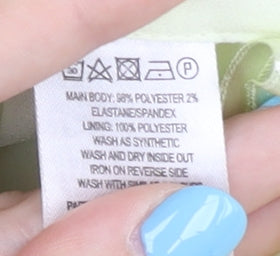 P
MAIN BODY: 98% POLYESTER 2%
ELASTANE/SPANDEX
LINING: 100% POLYESTER
WASH AS SYNTHETIC
WASH AND DRY INSIDE OUT
IRON ON REVERSE SIDE
WASH WITH SIMILAR